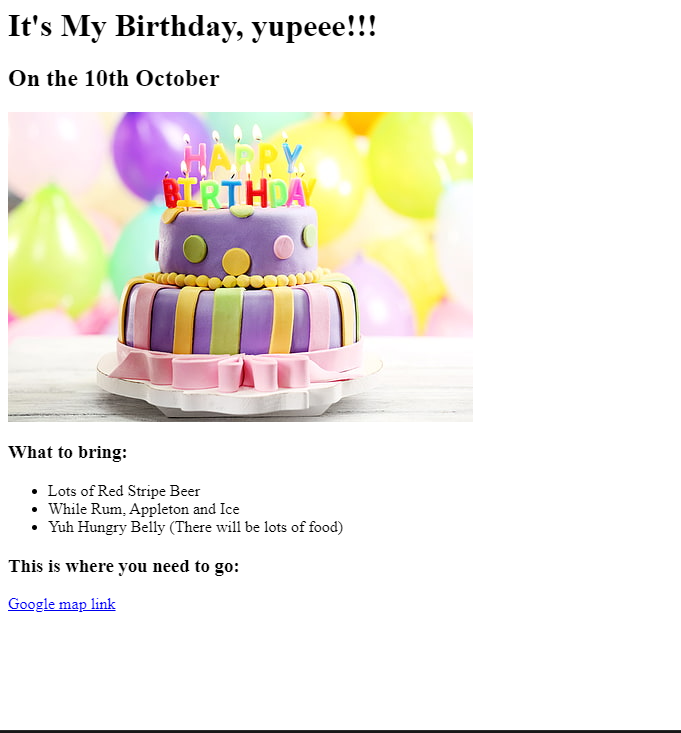 It's My Birthday, yupeee!!!
On the 10th October
HAPPY
BIRTHDAY
What to bring:
Lots of Red Stripe Beer
While Rum, Appleton and Ice
Yuh Hungry Belly (There will be lots of food)
This is where you need to go:
Google map link